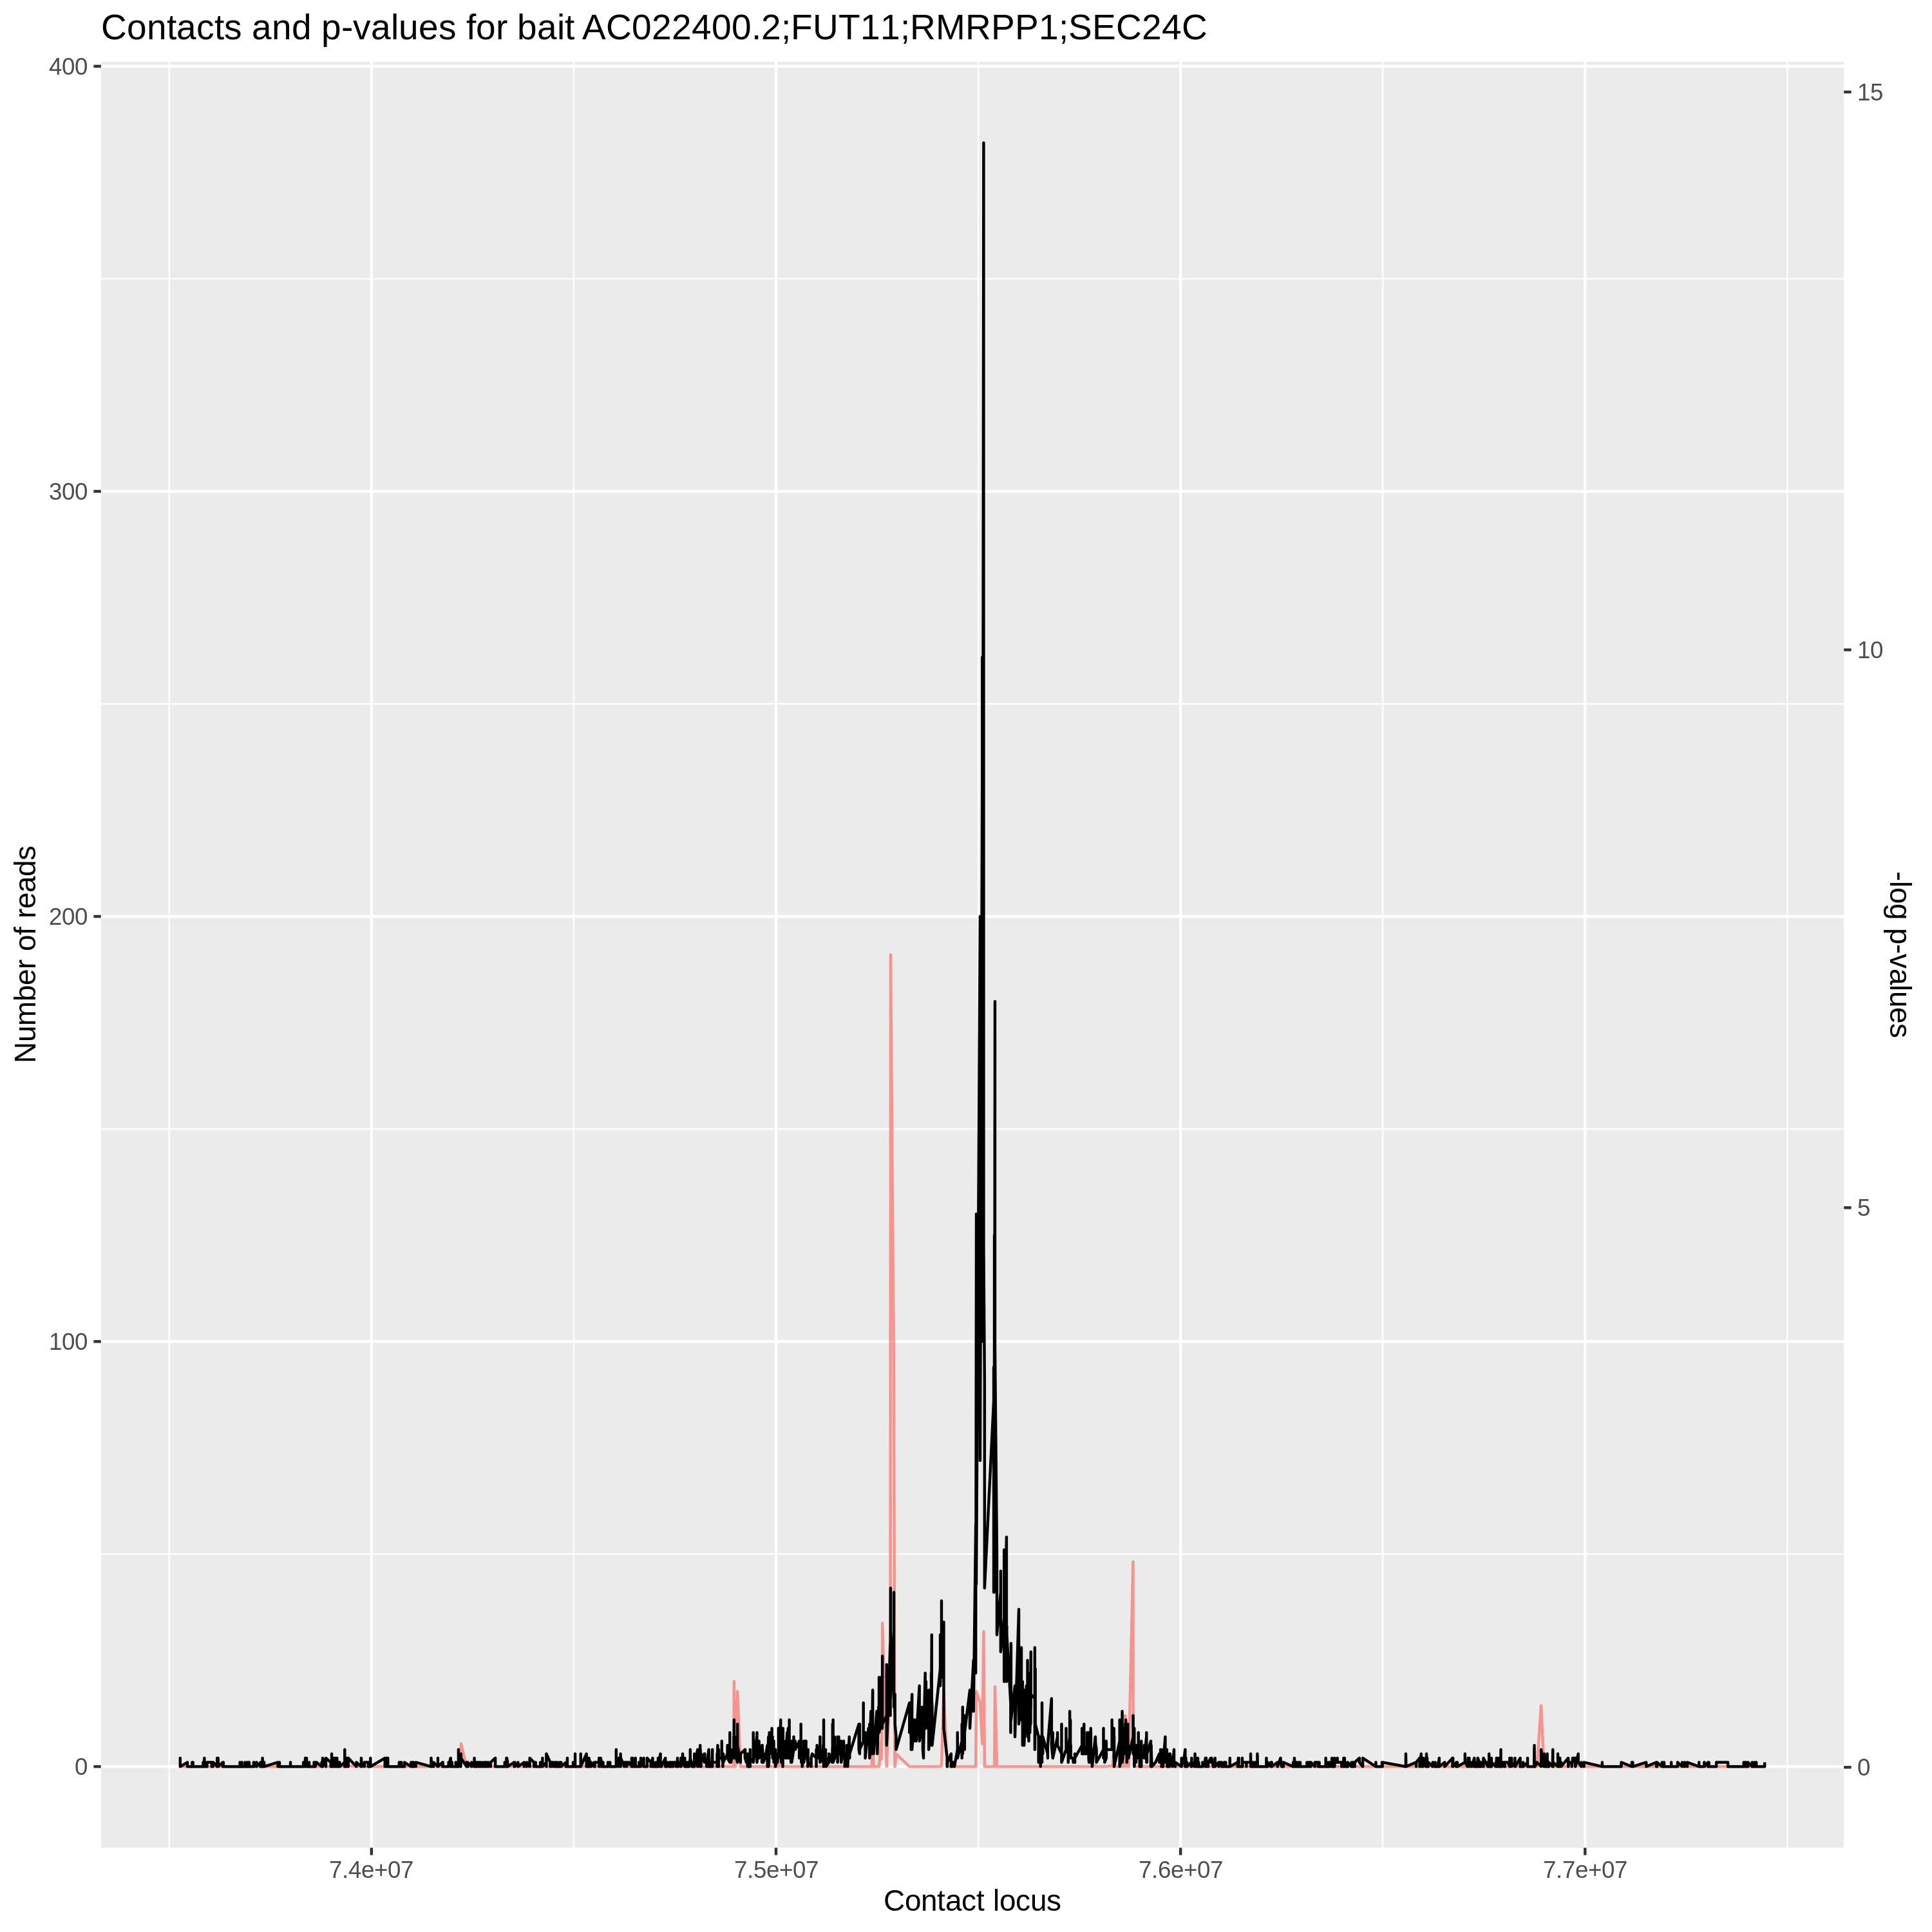 Contacts and p-values for bait AC022400.2;FUT11;RMRPP1;SEC24C
400
300
200
100
0
Number of reads
15
10
5
0
-log p-values
7.4e+07
7.5e+07
7.6e+07
7.7e+07
Contact locus